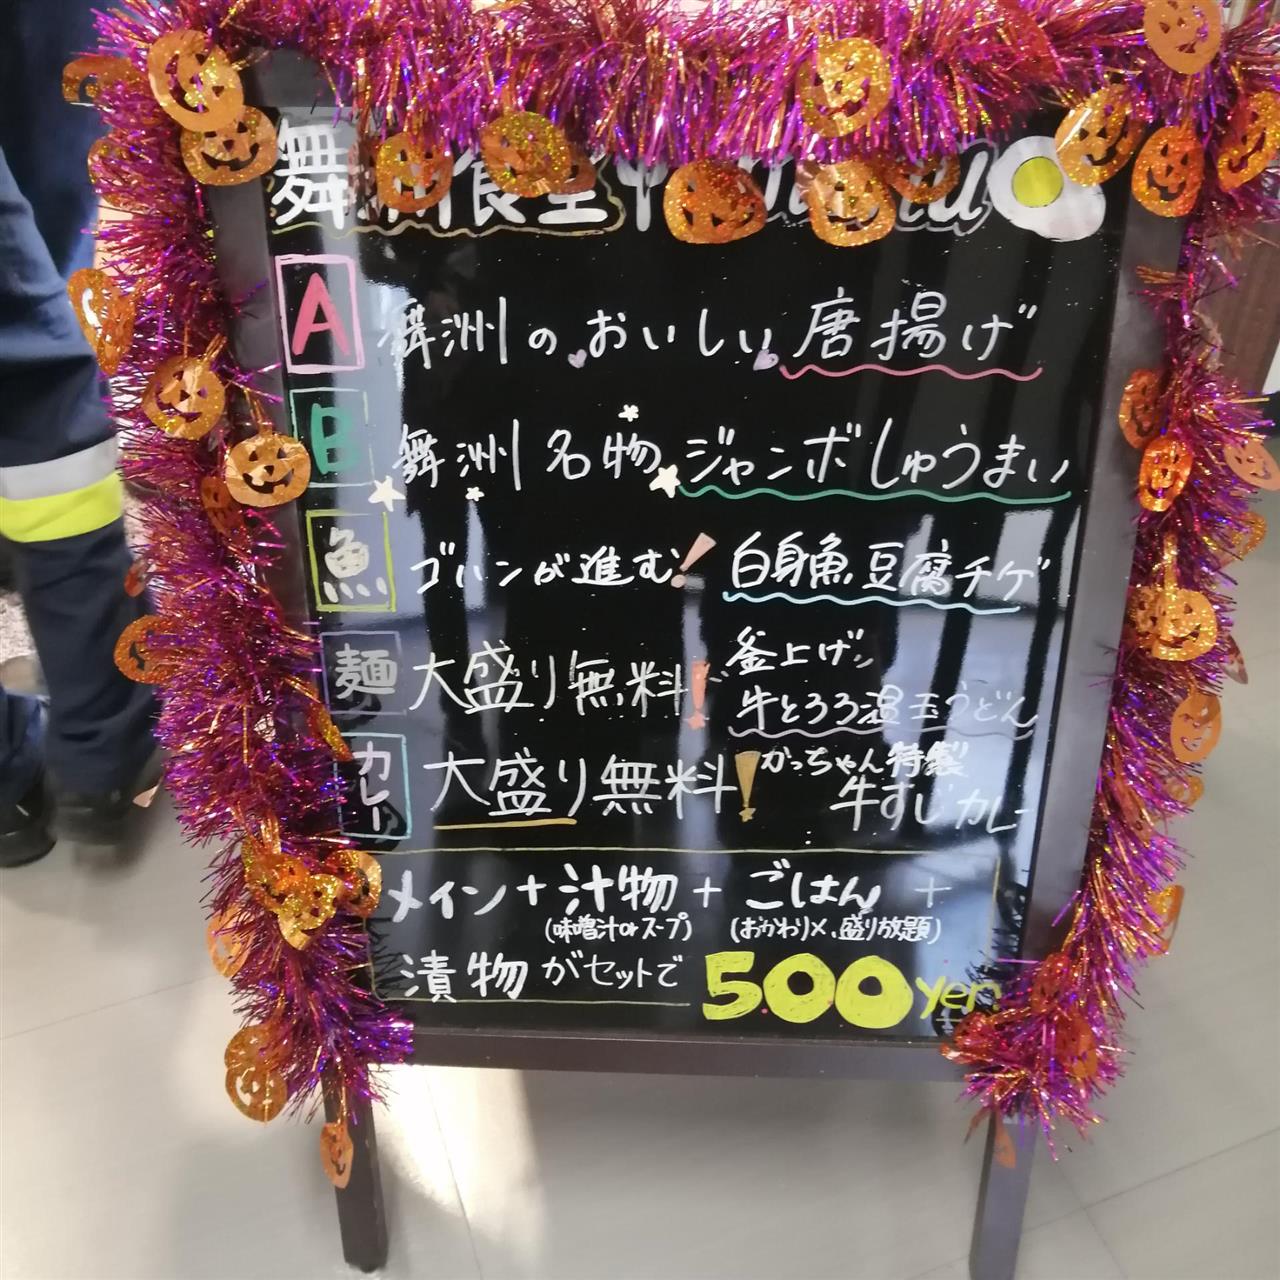 舞洲食堂
A 舞洲のおいしい唐揚げ
B 舞洲名物ジャンボしゅうまい
魚 ゴハンが進む! 白身魚豆腐チゲ
麺 大盛り無料! 釜上げ
牛とろろ温玉うどん
カレー 大盛り無料! がっちゃん特製
牛すじカレー
メイン+汁物+ごはん+
(味噌汁orスープ) (おかわり×、盛り放題)
漬物がセットで 500yen